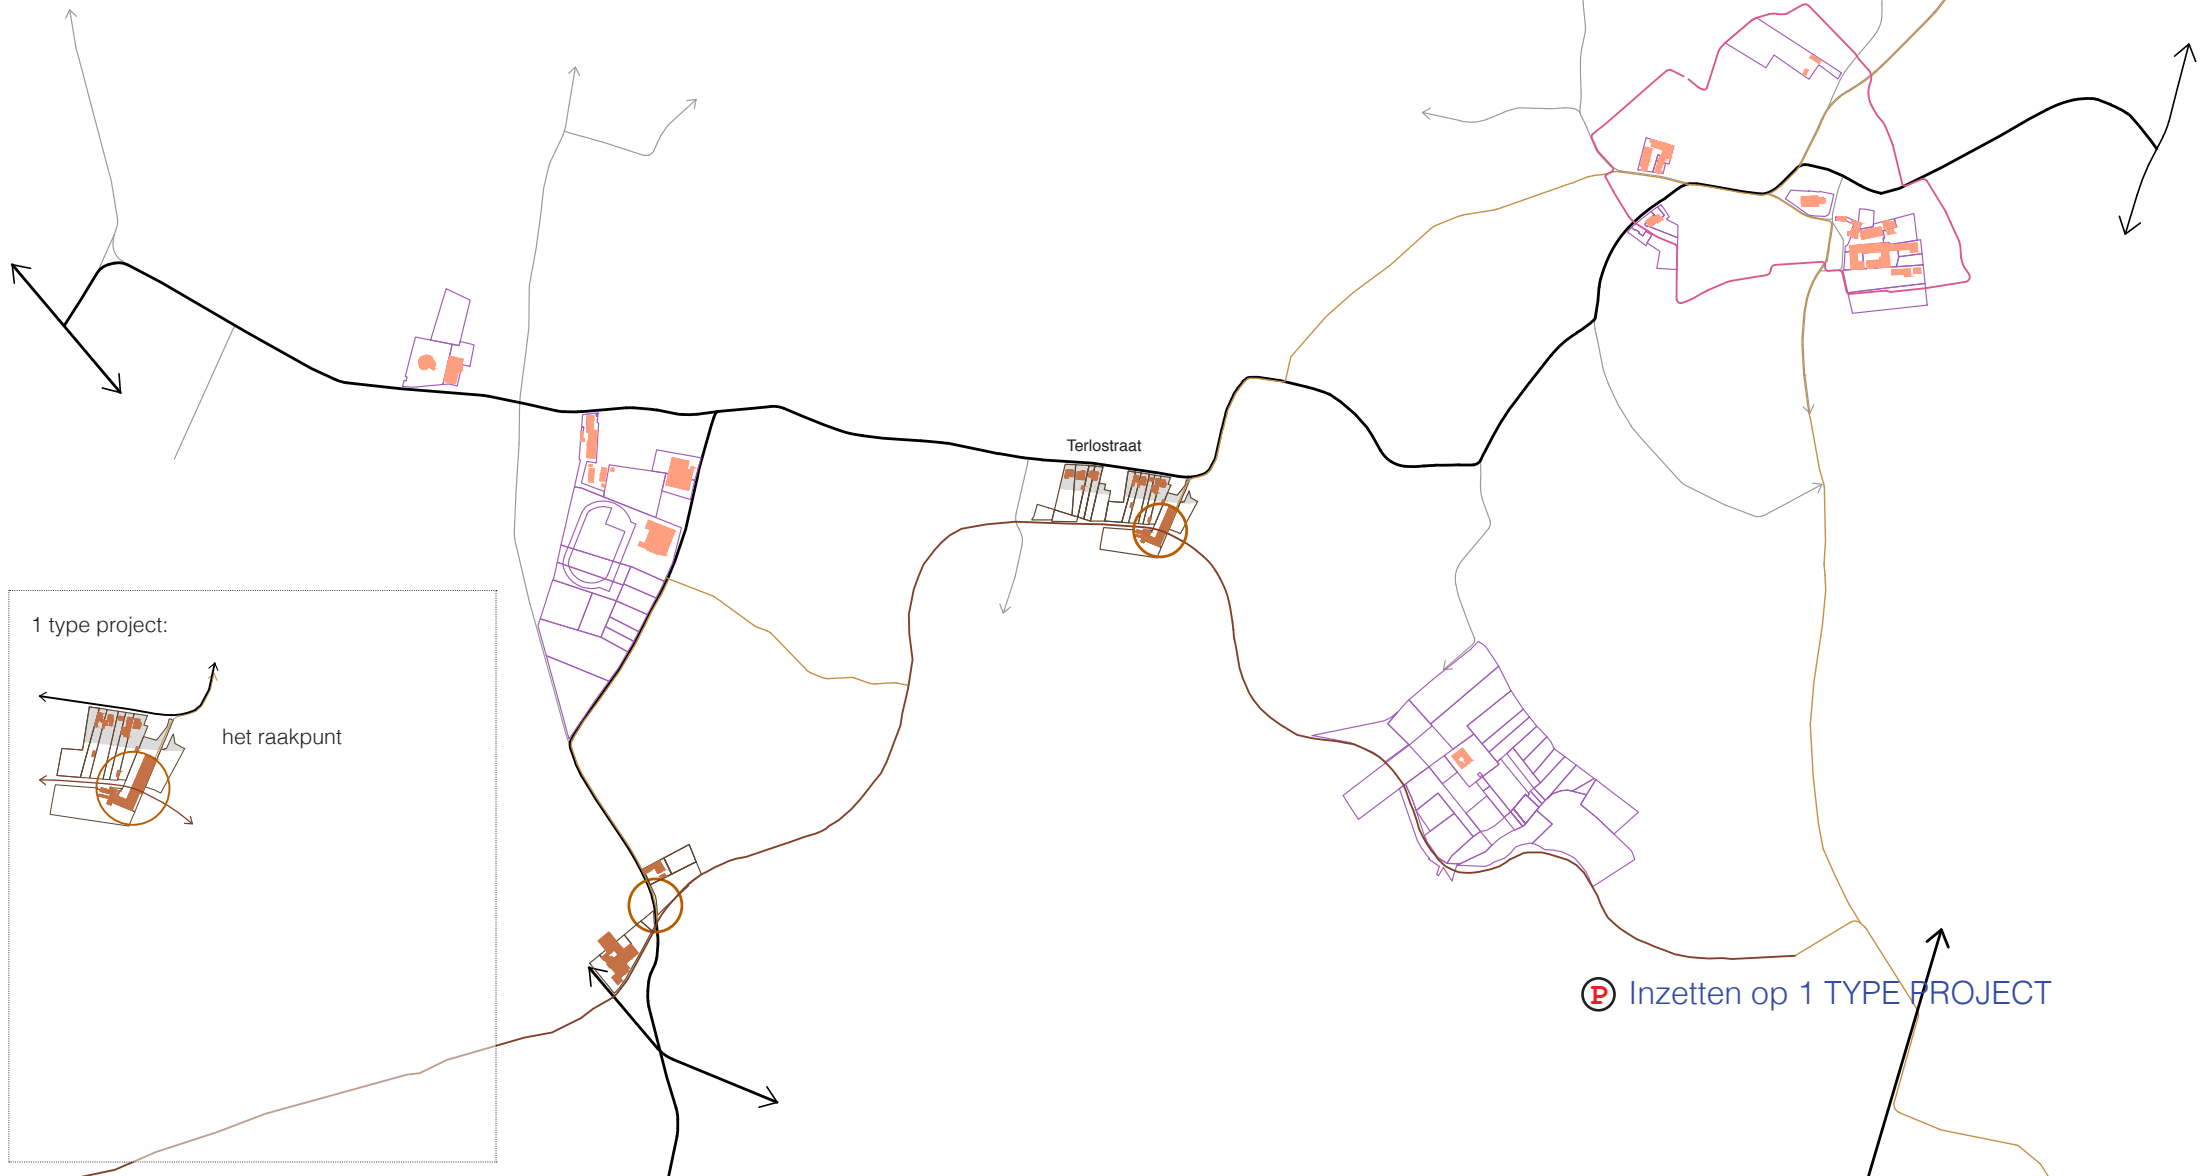 Terlostraat
1 type project:
het raakpunt
P Inzetten op 1 TYPE PROJECT